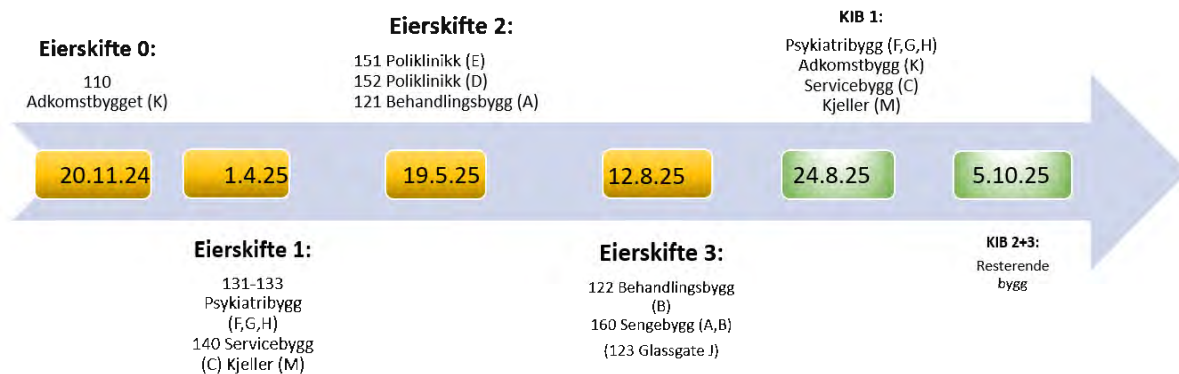 Eierskifte 0:
110
Adkomstbygget (K)
Eierskifte 2:
151 Poliklinikk (E)
152 Poliklinikk (D)
121 Behandlingsbygg (A)
KIB 1:
Psykiatribygg (F,G,H)
Adkomstbygg (K)
Servicebygg (C)
Kjeller (M)
20.11.24
1.4.25
19.5.25
12.8.25
24.8.25
5.10.25
Eierskifte 1:
131-133
Psykiatribygg
(F,G,H)
140 Servicebygg
(C) Kjeller (M)
Eierskifte 3:
122 Behandlingsbygg
(B)
160 Sengebygg (A,B)
(123 Glassgate J)
KIB 2+3:
Resterende
bygg